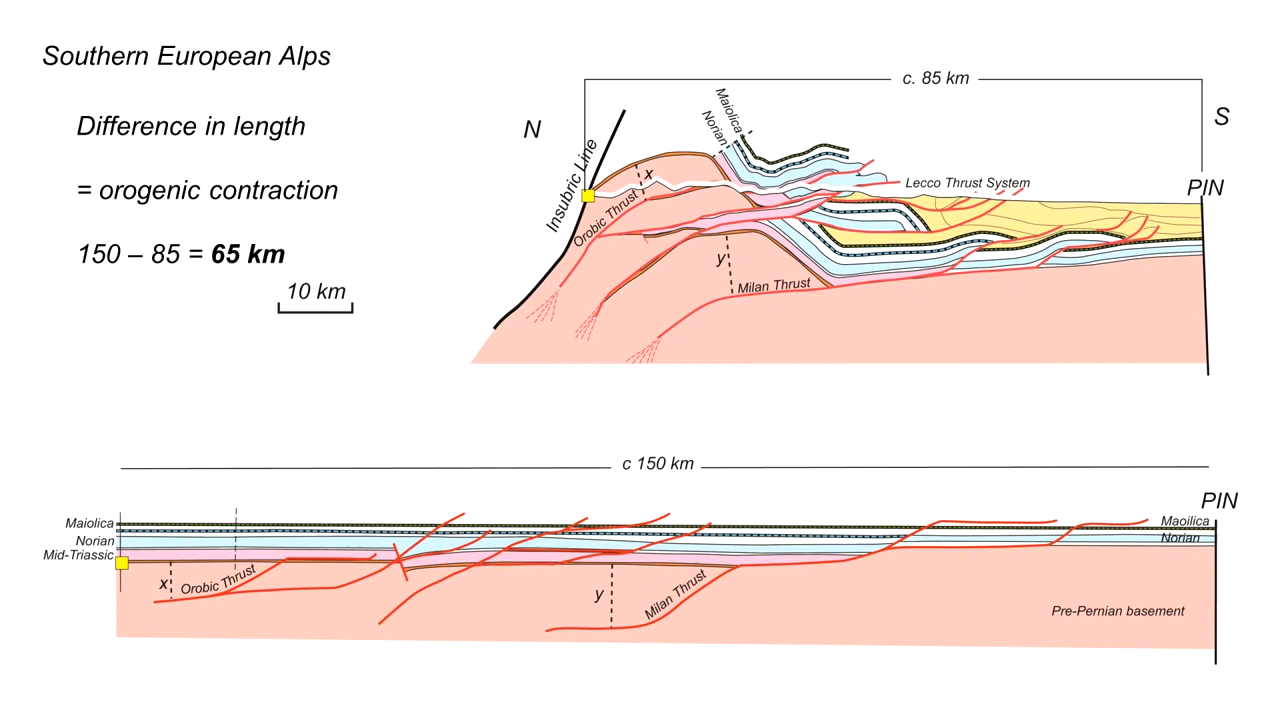 Southern European Alps
Difference in length
= orogenic contraction
150 – 85 = 65 km
10 km
c. 85 km
N
S
PIN
Insubric Line
Maiolica
Norian
x
Orobic Thrust
Lecco Thrust System
y
Milan Thrust
c 150 km
PIN
Maiolica
Norian
Mid-Triassic
Maoilica
Norian
x
Orobic Thrust
y
Milan Thrust
Pre-Pernian basement